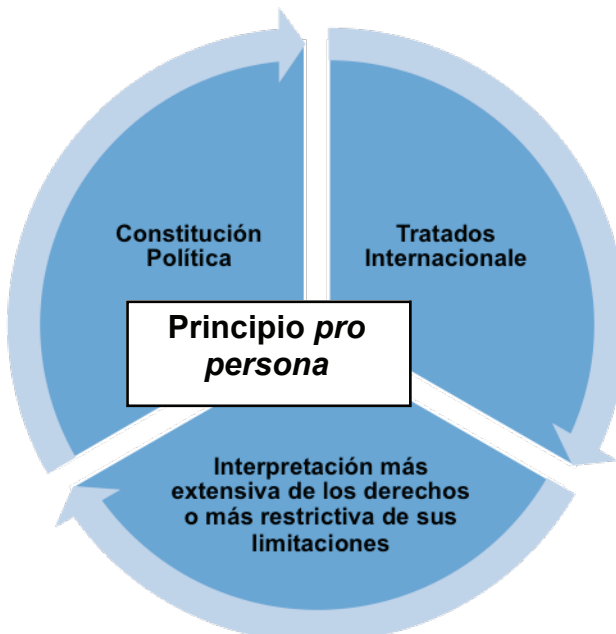 Constitución
Política
Tratados
Internacionale
Principio pro
persona
Interpretación más
extensiva de los derechos
o más restrictiva de sus
limitaciones